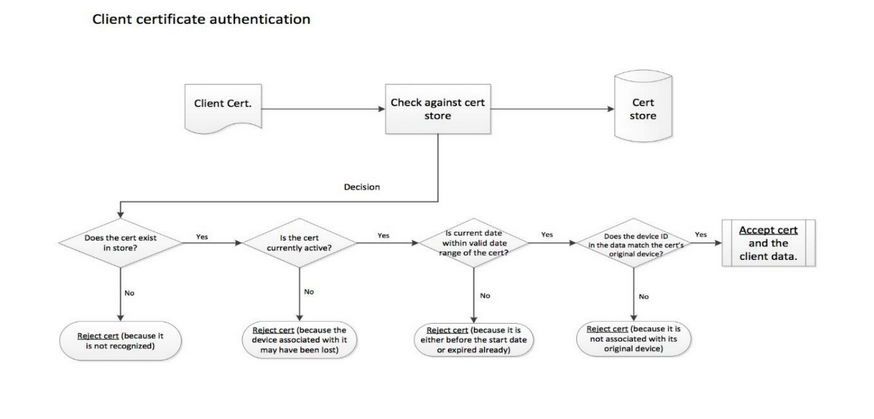 Client certificate authentication
Client Cert.
Check against cert
store
Cert
store
Decision
Does the cert exist
in store?
Yes
Is the cert
currently active?
Yes
Is current date
within valid date
range of the cert?
Yes
Does the device ID
in the data match the cert's
original device?
Yes
Accept cert
and the
client data.
No
No
No
No
Reject cert (because it
is not recognized)
Reject cert (because the
device associated with it
may have been lost)
Reject cert (because it is
either before the start date
or expired already)
Reject cert (because it is
not associated with its
original device)